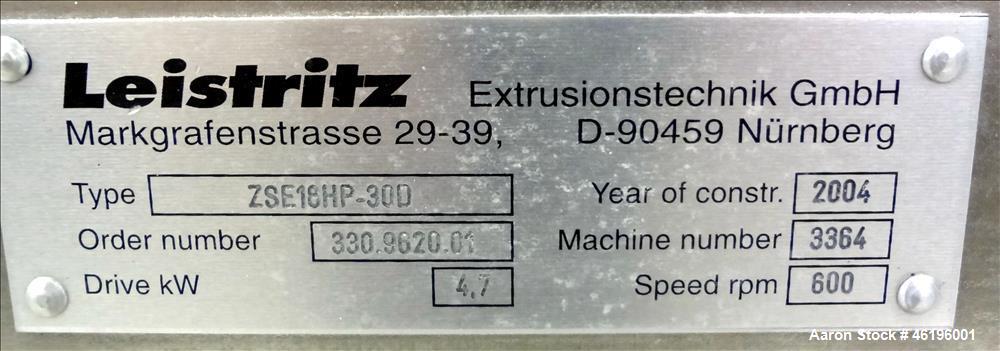 Leistritz Extrusionstechnik GmbH
Markgrafenstrasse 29-39, D-90459 Nürnberg
Type ZSE18HP-30D Year of constr. 2004
Order number 330.9620.01 Machine number 3364
Drive kW 4,7 Speed rpm 600
Aaron Stock # 46196001